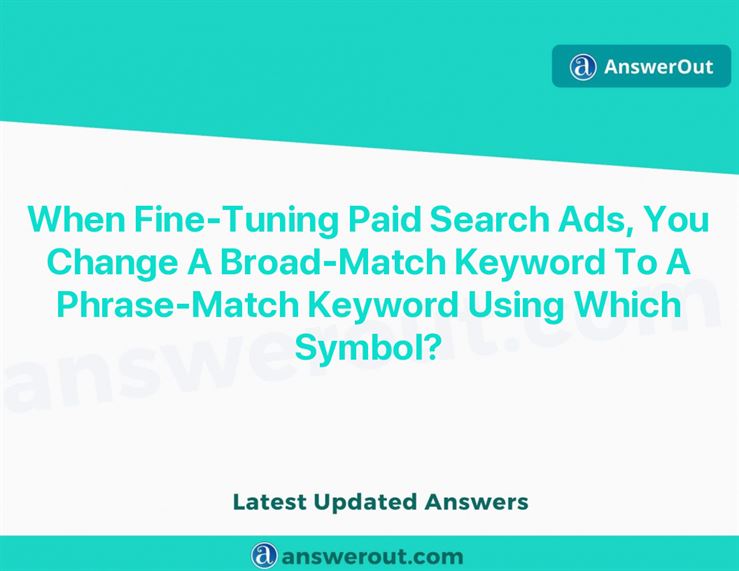 AnswerOut
When Fine-Tuning Paid Search Ads, You
Change A Broad-Match Keyword To A
Phrase-Match Keyword Using Which
Symbol?
answerout.com
Latest Updated Answers
answerout.com